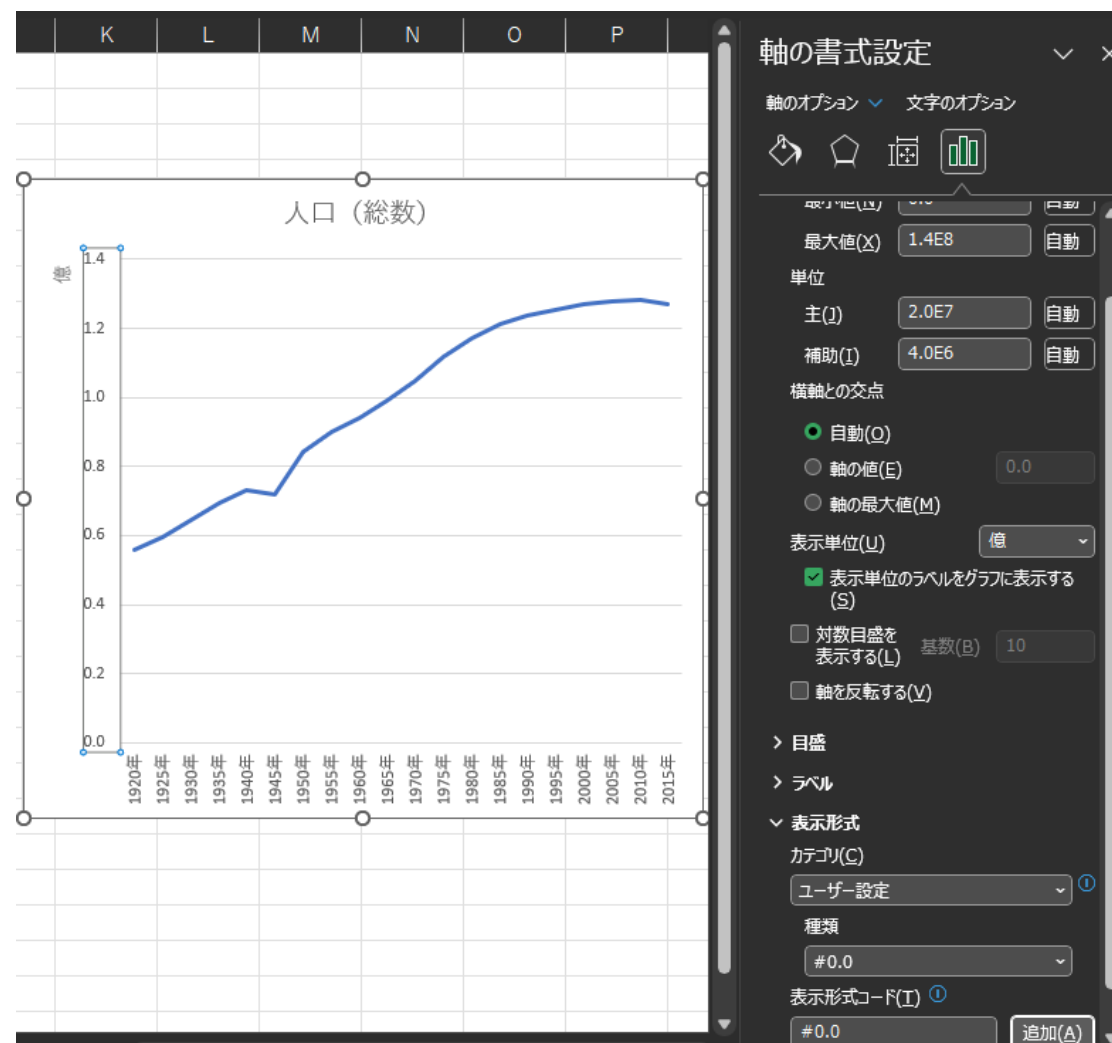 K L M N O P
人口（総数）
億
1.4
1.2
1.0
0.8
0.6
0.4
0.2
0.0
1920年
1925年
1930年
1935年
1940年
1945年
1950年
1955年
1960年
1965年
1970年
1975年
1980年
1985年
1990年
1995年
2000年
2005年
2010年
2015年
軸の書式設定
軸のオプション 文字のオプション
最小値(N) 0.0 自動
最大値(X) 1.4E8 自動
単位
主(J) 2.0E7 自動
補助(I) 4.0E6 自動
横軸との交点
自動(O)
軸の値(E) 0.0
軸の最大値(M)
表示単位(U) 億
表示単位のラベルをグラフに表示する
(S)
対数目盛を
表示する(L) 基数(B) 10
軸を反転する(V)
目盛
ラベル
表示形式
カテゴリ(C)
ユーザー設定
種類
#0.0
表示形式コード(T)
#0.0 追加(A)